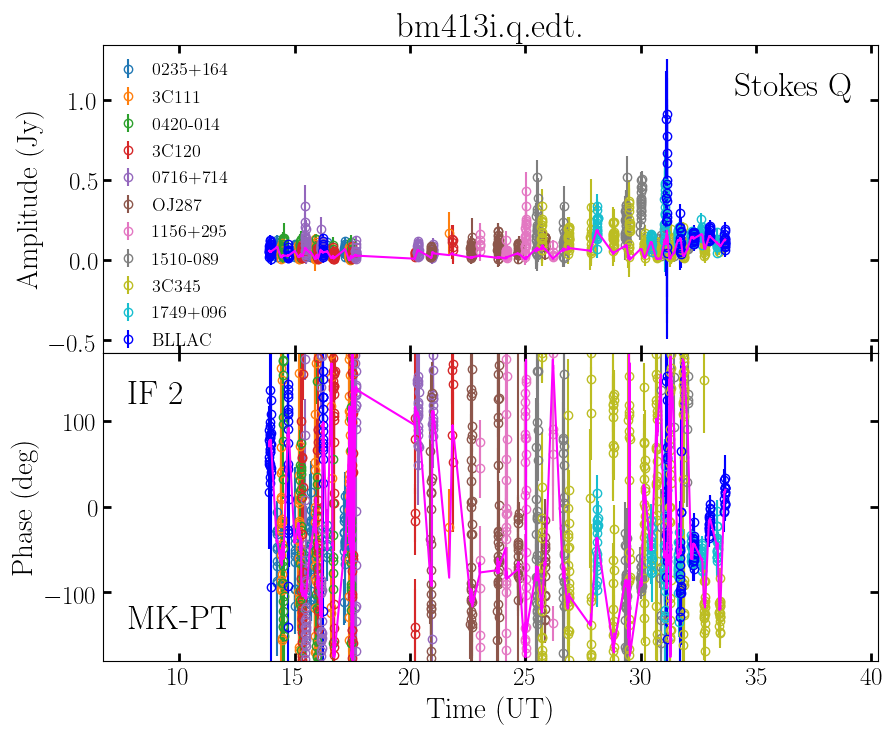 bm413i.q.edt.
Stokes Q
Amplitude (Jy)
1.0
0.5
0.0
−0.5
0235+164
3C111
0420-014
3C120
0716+714
OJ287
1156+295
1510-089
3C345
1749+096
BLLAC
IF 2
MK-PT
Phase (deg)
100
0
−100
10 15 20 25 30 35 40
Time (UT)